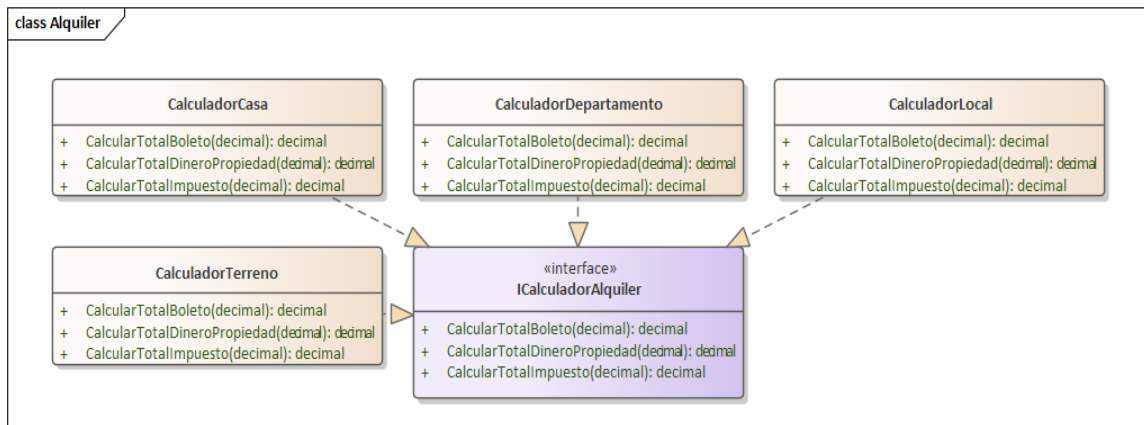 class Alquiler
CalculadorCasa
+ CalcularTotalBoleto(decimal): decimal
+ CalcularTotalDineroPropiedad(decimal): decimal
+ CalcularTotalImpuesto(decimal): decimal
CalculadorDepartamento
+ CalcularTotalBoleto(decimal): decimal
+ CalcularTotalDineroPropiedad(decimal): decimal
+ CalcularTotalImpuesto(decimal): decimal
CalculadorLocal
+ CalcularTotalBoleto(decimal): decimal
+ CalcularTotalDineroPropiedad(decimal): decimal
+ CalcularTotalImpuesto(decimal): decimal
CalculadorTerreno
+ CalcularTotalBoleto(decimal): decimal
+ CalcularTotalDineroPropiedad(decimal): decimal
+ CalcularTotalImpuesto(decimal): decimal
«interface»
ICalculadorAlquiler
+ CalcularTotalBoleto(decimal): decimal
+ CalcularTotalDineroPropiedad(decimal): decimal
+ CalcularTotalImpuesto(decimal): decimal